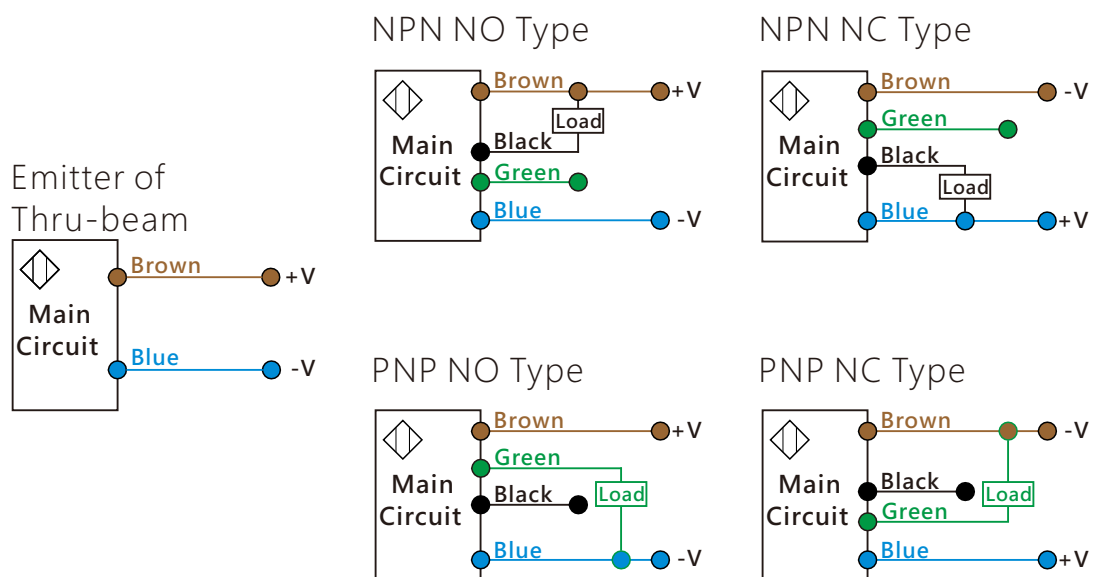 NPN NO Type
Brown
+V
Load
Black
Main
Circuit
Green
Blue
-V
NPN NC Type
Brown
-V
Green
Main
Circuit
Black
Load
Blue
+V
Emitter of
Thru-beam
Brown
+V
Main
Circuit
Blue
-V
PNP NO Type
Brown
+V
Green
Main
Circuit
Black
Load
Blue
-V
PNP NC Type
Brown
-V
Main
Circuit
Black
Load
Green
Blue
+V